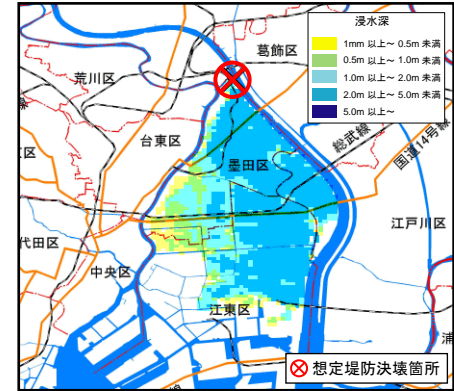 浸水深
1mm 以上～ 0.5m 未満
0.5m 以上～ 1.0m 未満
1.0m 以上～ 2.0m 未満
2.0m 以上～ 5.0m 未満
5.0m 以上～
葛飾区
荒川区
台東区
墨田区
総武線
国道14号線
江戸川区
代田区
中央区
江東区
浦
想定堤防決壊箇所